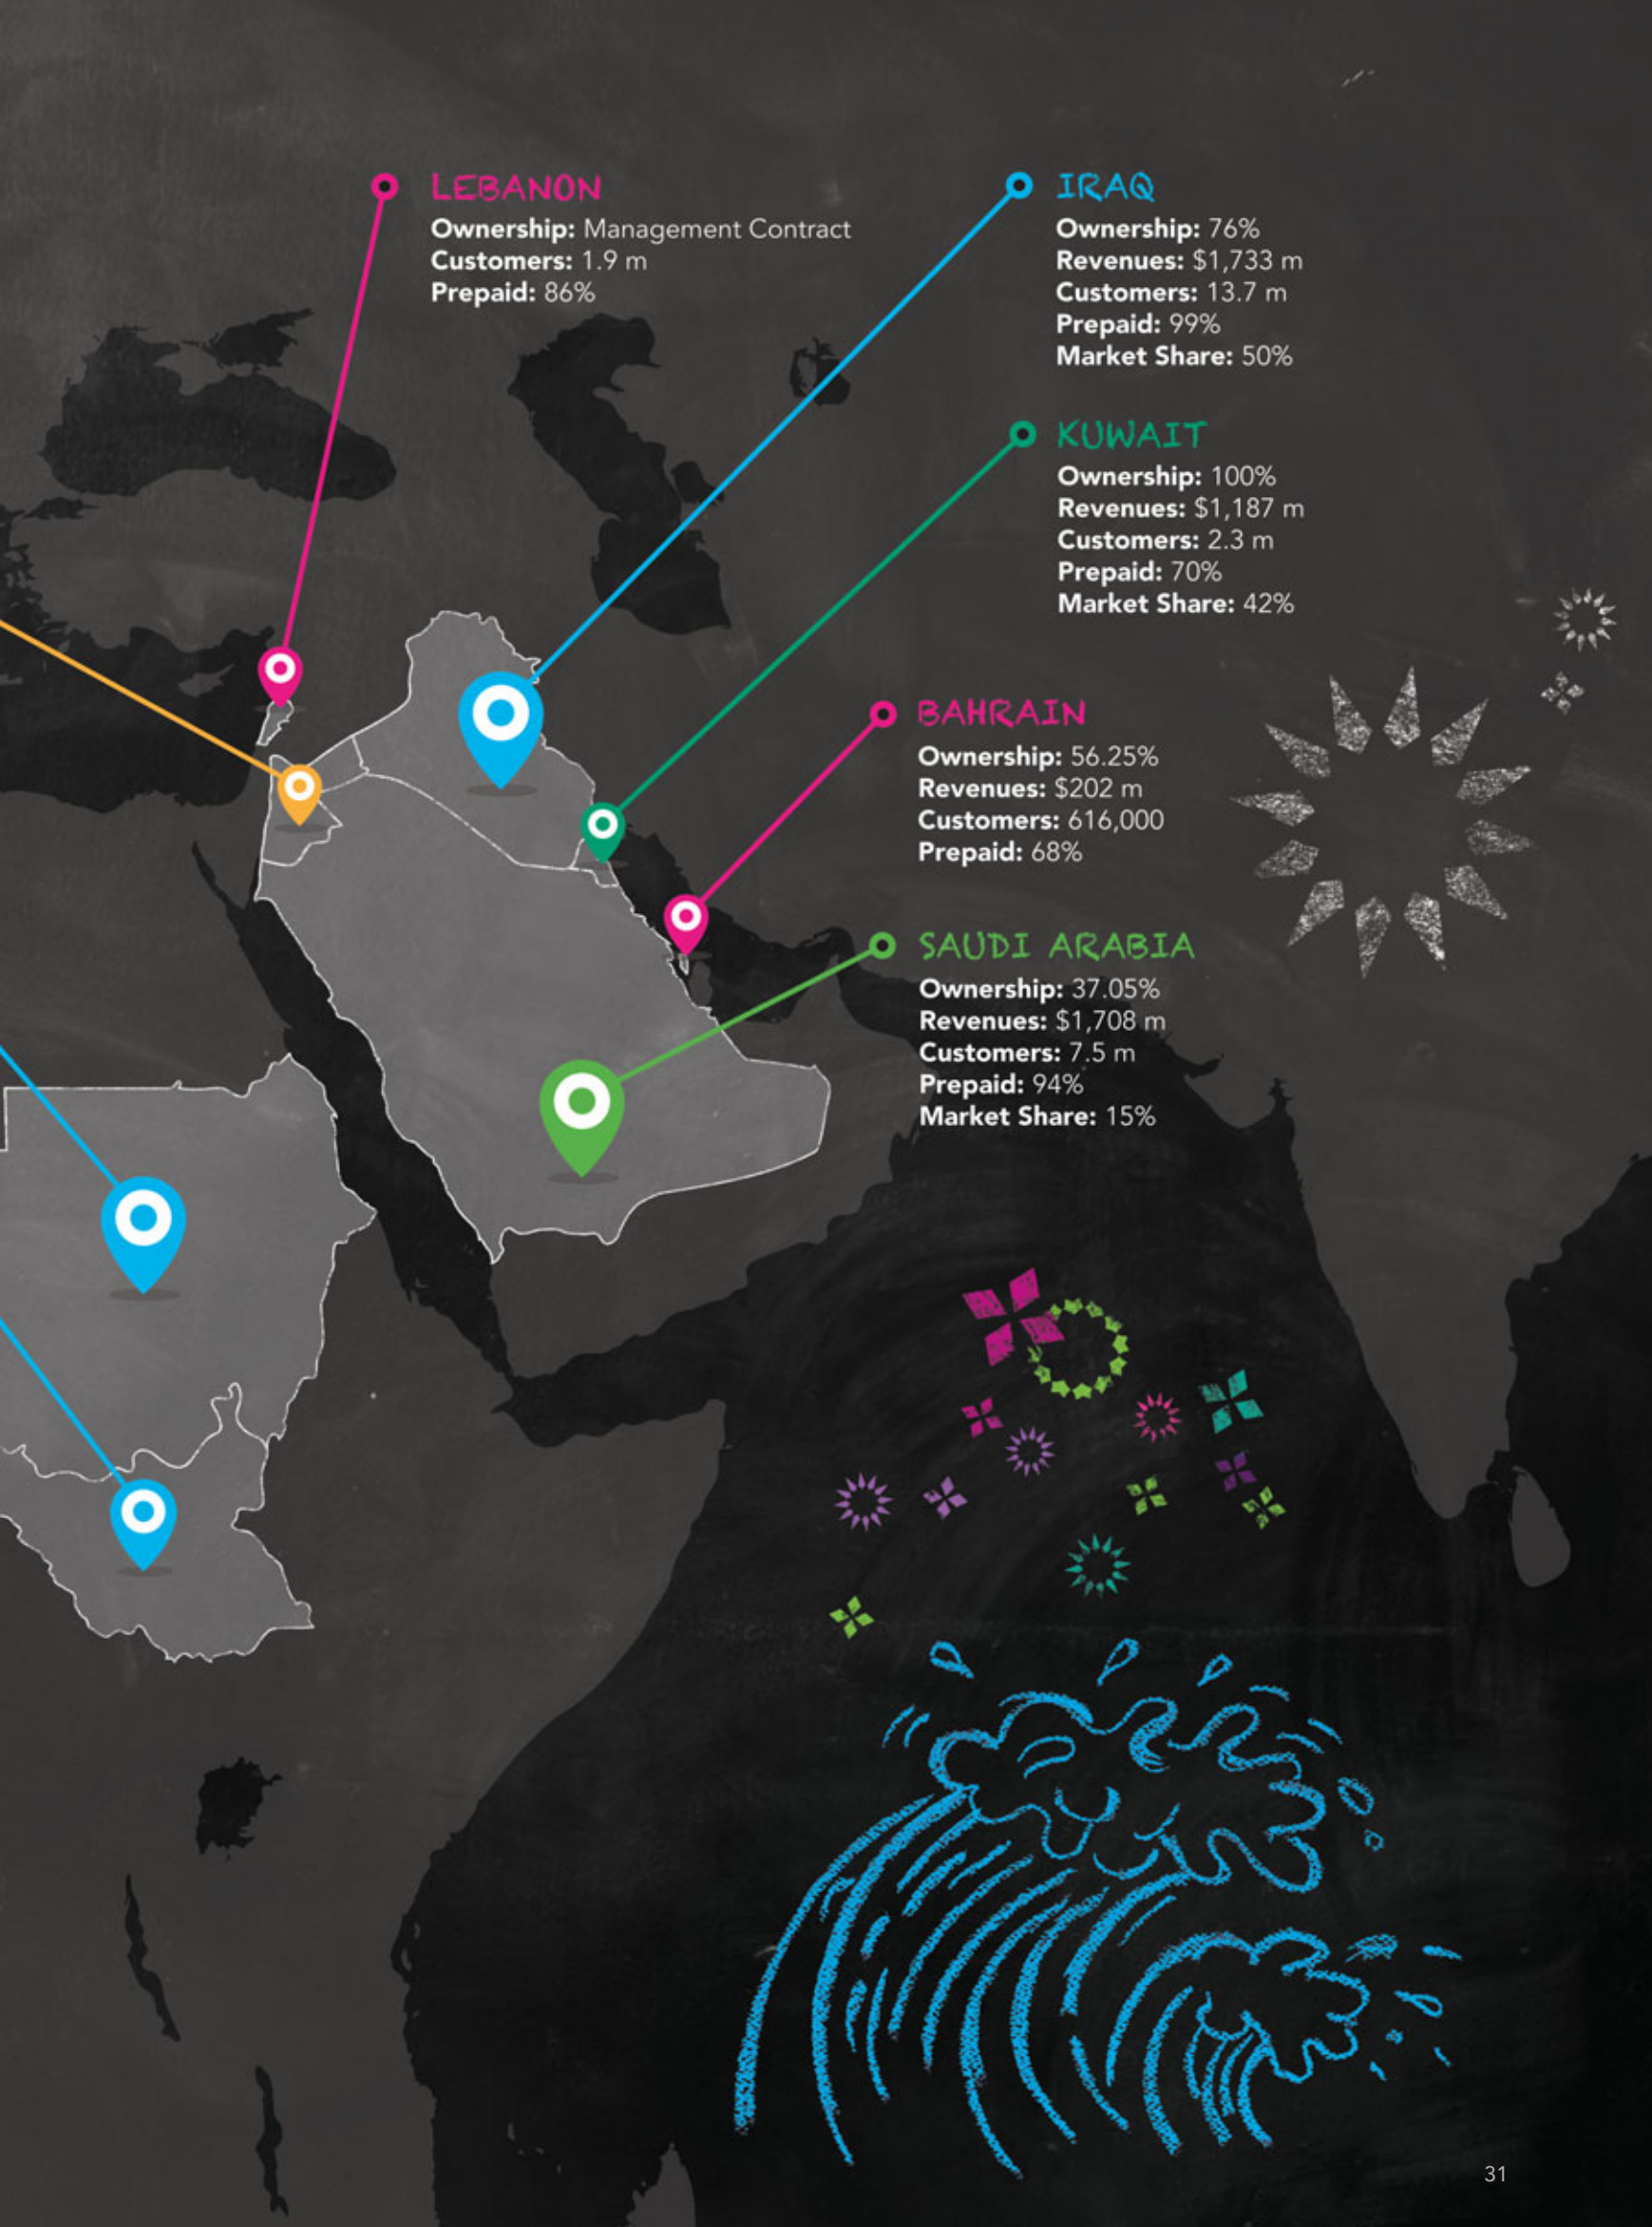 LEBANON
Ownership: Management Contract
Customers: 1.9 m
Prepaid: 86%
IRAQ
Ownership: 76%
Revenues: $1,733 m
Customers: 13.7 m
Prepaid: 99%
Market Share: 50%
KUWAIT
Ownership: 100%
Revenues: $1,187 m
Customers: 2.3 m
Prepaid: 70%
Market Share: 42%
BAHRAIN
Ownership: 56.25%
Revenues: $202 m
Customers: 616,000
Prepaid: 68%
SAUDI ARABIA
Ownership: 37.05%
Revenues: $1,708 m
Customers: 7.5 m
Prepaid: 94%
Market Share: 15%
31